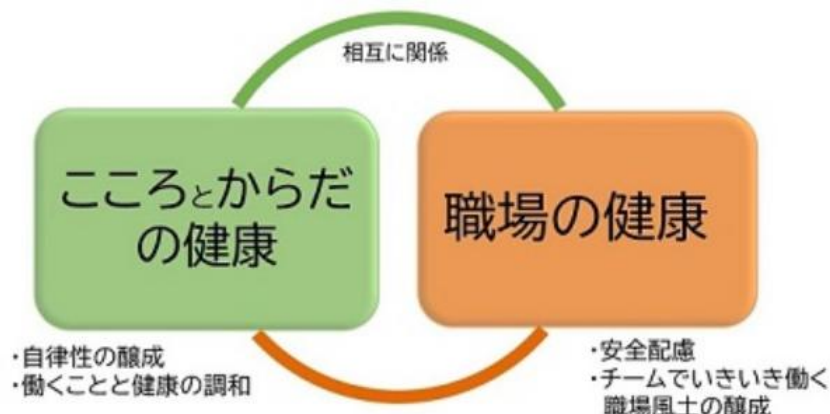 相互に関係
こころとからだ
の健康
職場の健康
・自律性の醸成
・働くことと健康の調和
・安全配慮
・チームでいきいき働く
職場風土の醸成